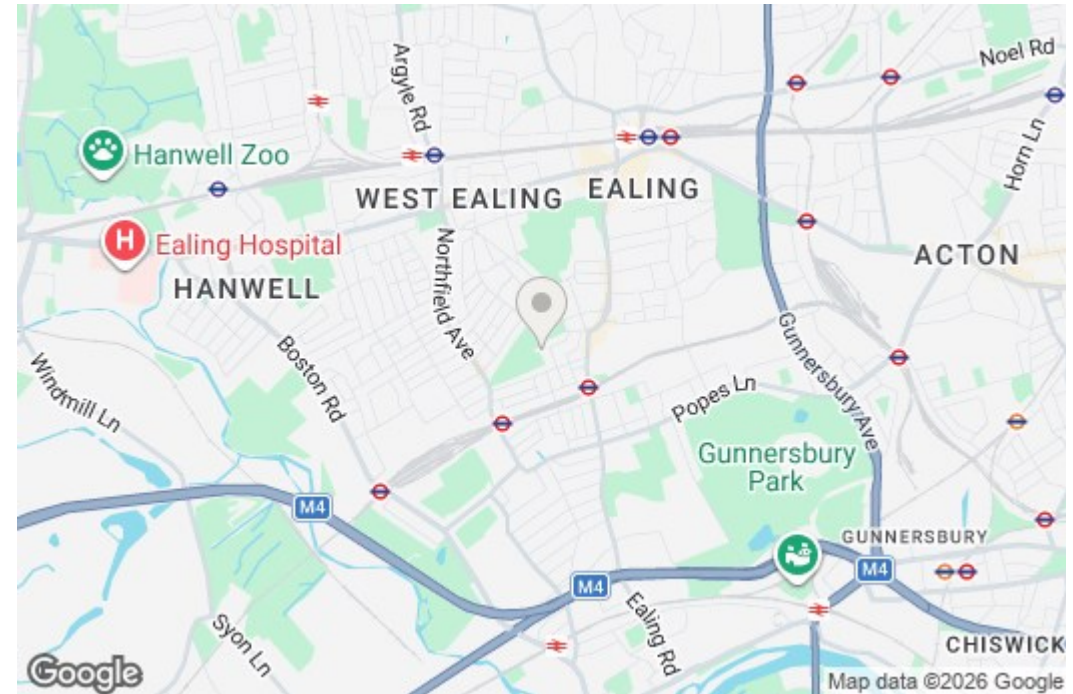 Noel Rd
Argyle Rd
Horn Ln
Hanwell Zoo
WEST EALING
EALING
H
Ealing Hospital
ACTON
HANWELL
Northfield Ave
Gunnersbury Ave
Boston Rd
Windmill Ln
Popes Ln
Gunnersbury
Park
M4
GUNNERSBURY
M4
M4
Ealing Rd
Syon Ln
CHISWICK
Google
Map data ©2026 Google